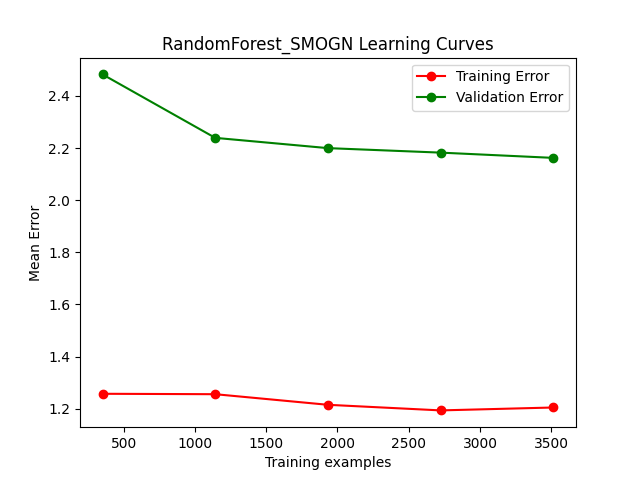 RandomForest_SMOGN Learning Curves
Training Error
Validation Error
2.4
2.2
2.0
1.8
1.6
1.4
1.2
Mean Error
500 1000 1500 2000 2500 3000 3500
Training examples